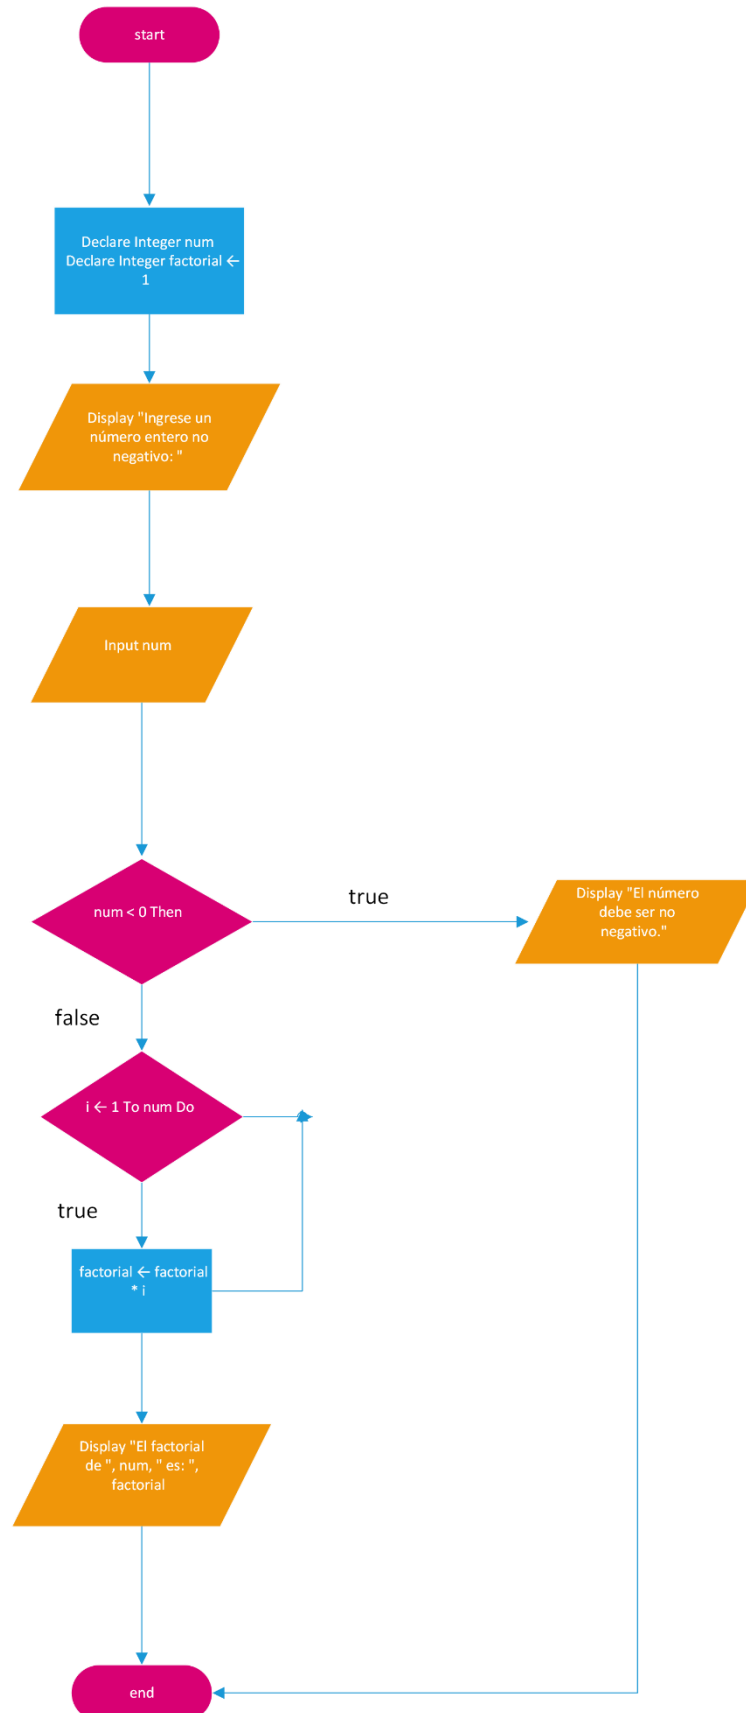 start
Declare Integer num
Declare Integer factorial ←
1
Display "Ingrese un
número entero no
negativo: "
Input num
num < 0 Then
true
Display "El número
debe ser no
negativo."
false
i ← 1 To num Do
true
factorial ← factorial
* i
Display "El factorial
de ", num, " es: ",
factorial
end